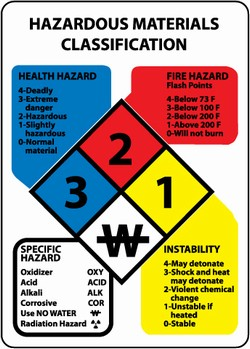 HAZARDOUS MATERIALS
CLASSIFICATION
HEALTH HAZARD
4-Deadly
3-Extreme
danger
2-Hazardous
1-Slightly
hazardous
0-Normal
material
FIRE HAZARD
Flash Points
4-Below 73 F
3-Below 100 F
2-Below 200 F
1-Above 200 F
0-Will not burn
2
3
1
W
SPECIFIC
HAZARD
Oxidizer OXY
Acid ACID
Alkali ALK
Corrosive COR
Use NO WATER W
Radiation Hazard
INSTABILITY
4-May detonate
3-Shock and heat
may detonate
2-Violent chemical
change
1-Unstable if
heated
0-Stable